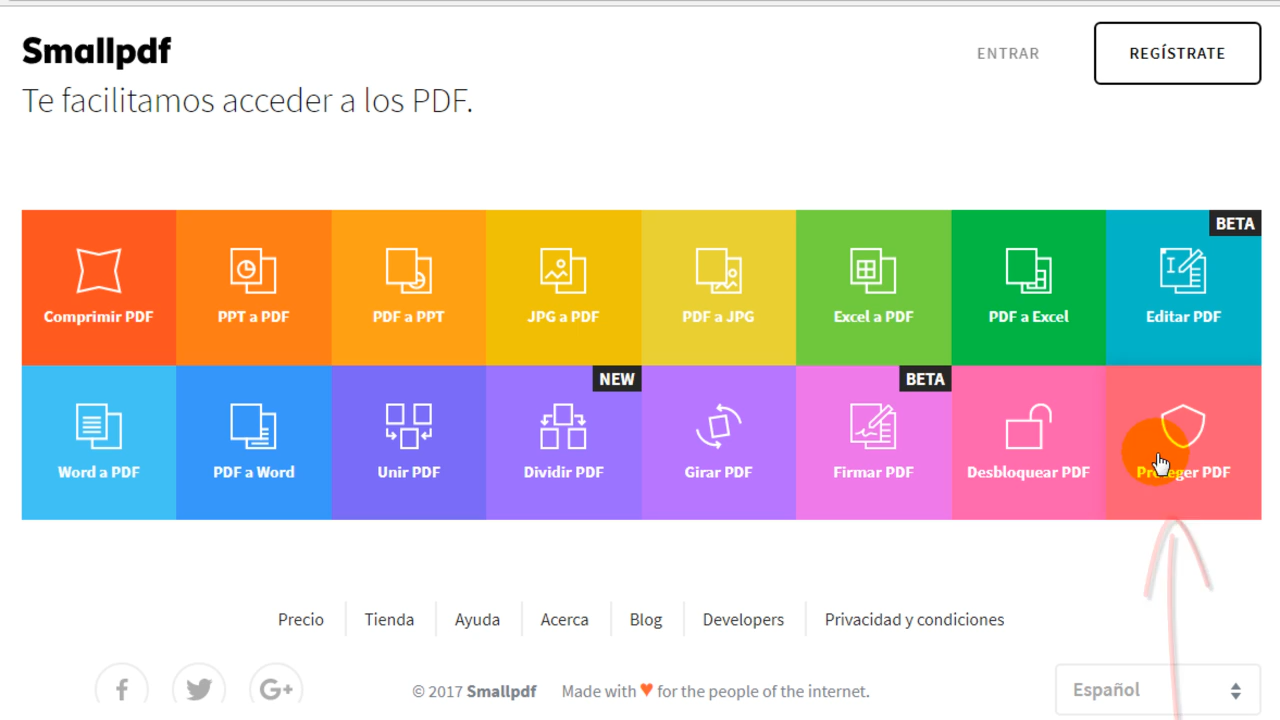 Smallpdf
ENTRAR
REGÍSTRATE
Te facilitamos acceder a los PDF.
BETA
Comprimir PDF
PPT a PDF
PDF a PPT
JPG a PDF
PDF a JPG
Excel a PDF
PDF a Excel
Editar PDF
NEW
BETA
Word a PDF
PDF a Word
Unir PDF
Dividir PDF
Girar PDF
Firmar PDF
Desbloquear PDF
Proteger PDF
Precio
Tienda
Ayuda
Acerca
Blog
Developers
Privacidad y condiciones
© 2017 Smallpdf
Made with ♥ for the people of the internet.
Español